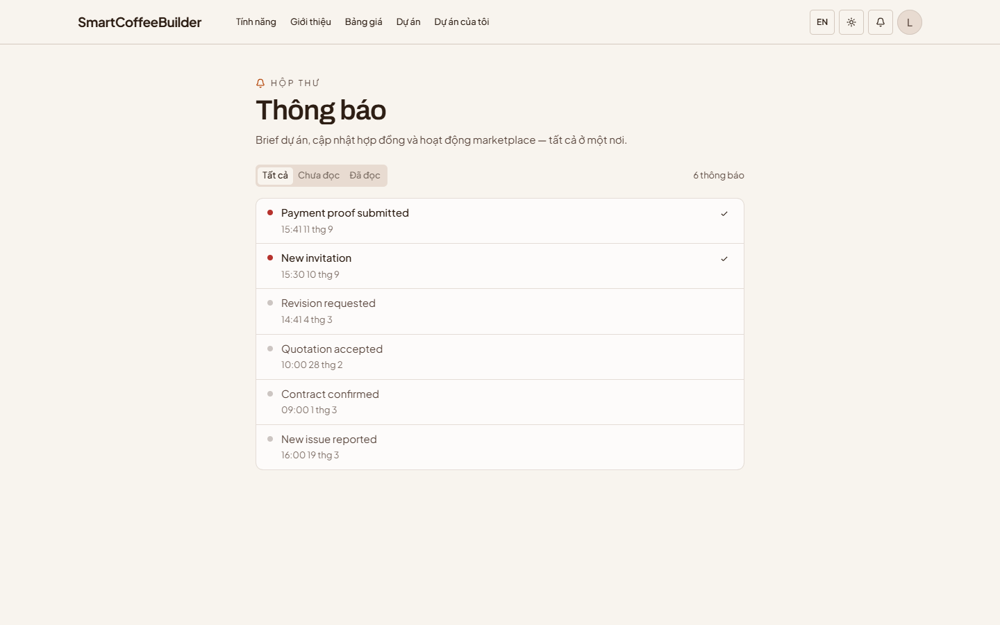 SmartCoffeeBuilder
Tính năng
Giới thiệu
Bảng giá
Dự án
Dự án của tôi
EN
L
HỘP THƯ
Thông báo
Brief dự án, cập nhật hợp đồng và hoạt động marketplace — tất cả ở một nơi.
Tất cả
Chưa đọc
Đã đọc
6 thông báo
Payment proof submitted
15:41 11 thg 9
New invitation
15:30 10 thg 9
Revision requested
14:41 4 thg 3
Quotation accepted
10:00 28 thg 2
Contract confirmed
09:00 1 thg 3
New issue reported
16:00 19 thg 3